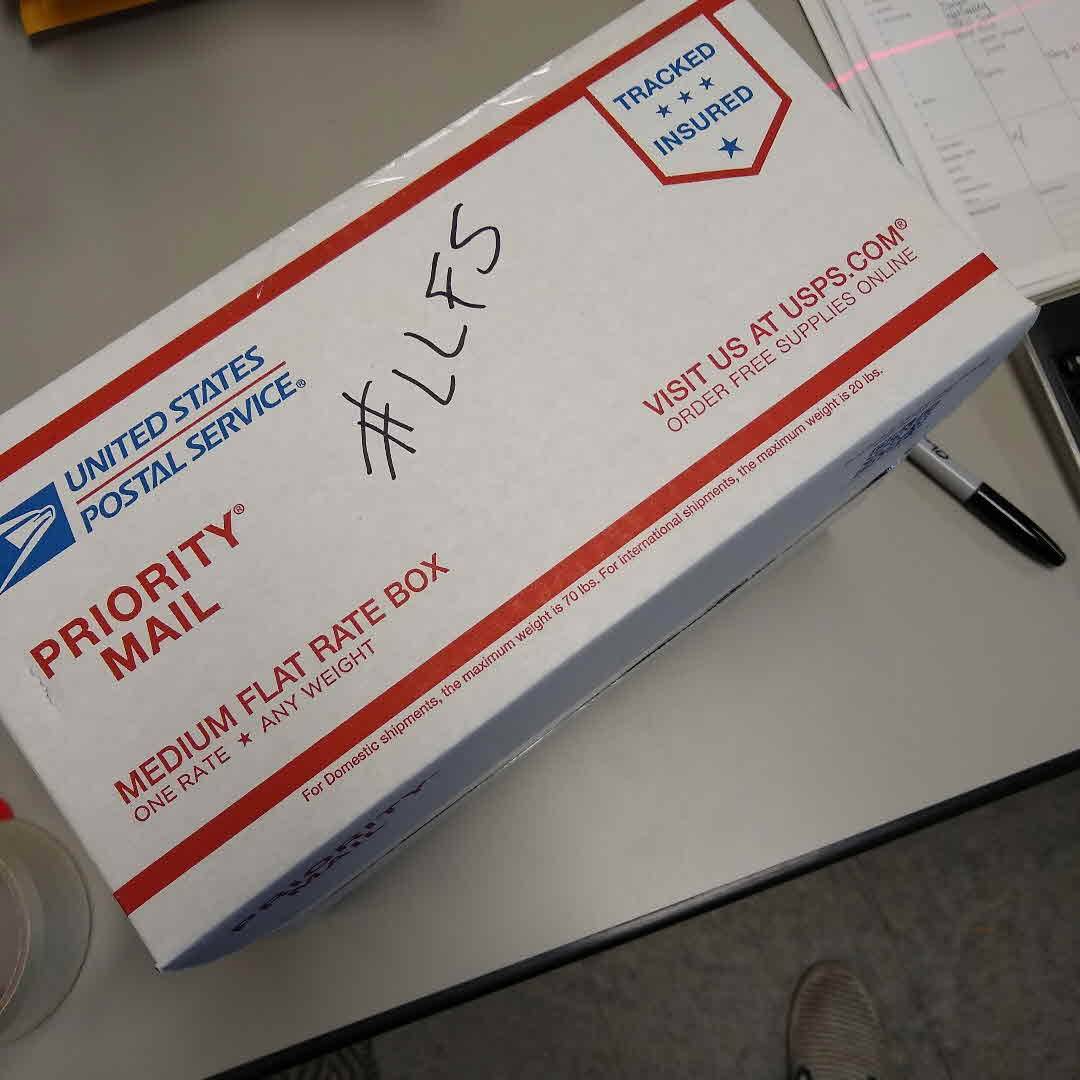 TRACKED
INSURED
#LLFS
UNITED STATES
POSTAL SERVICE®
VISIT US AT USPS.COM®
ORDER FREE SUPPLIES ONLINE
PRIORITY®
MAIL
MEDIUM FLAT RATE BOX
ONE RATE ★ ANY WEIGHT
For Domestic shipments, the maximum weight is 70 lbs. For international shipments, the maximum weight is 20 lbs.
PRIORITY
MAIL